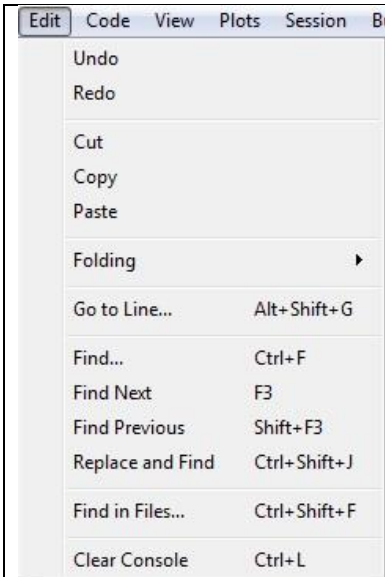 Edit Code View Plots Session
Undo
Redo
Cut
Copy
Paste
Folding
Go to Line... Alt+Shift+G
Find... Ctrl+F
Find Next F3
Find Previous Shift+F3
Replace and Find Ctrl+Shift+J
Find in Files... Ctrl+Shift+F
Clear Console Ctrl+L